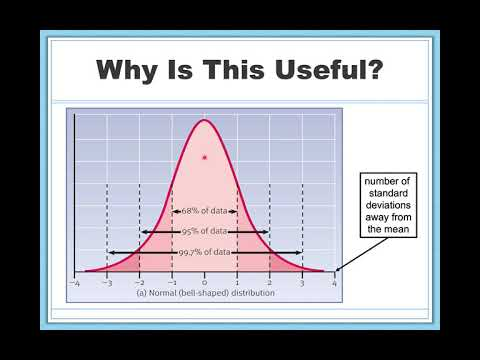 Why Is This Useful?
68% of data
95% of data
99.7% of data
−4 −3 −2 −1 0 1 2 3 4
(a) Normal (bell-shaped) distribution
number of
standard
deviations
away from
the mean